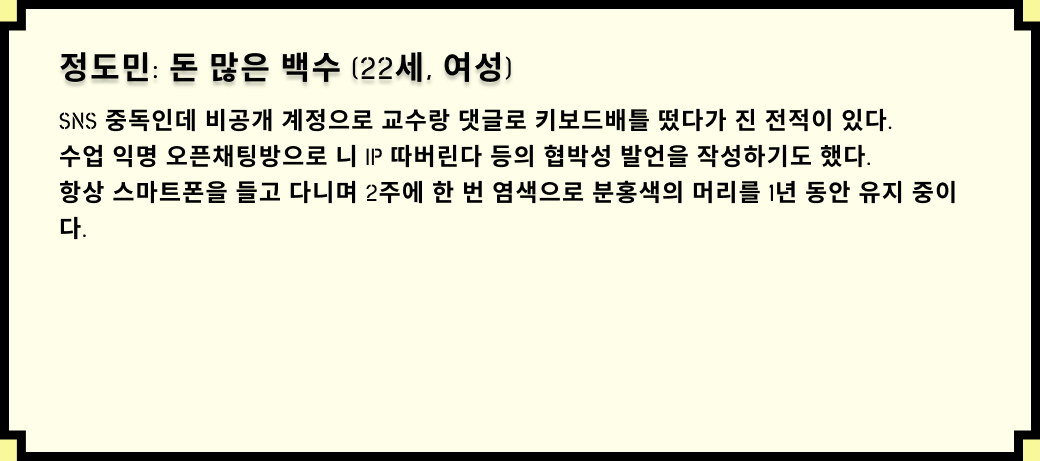 정도민: 돈 많은 백수 (22세, 여성)
SNS 중독인데 비공개 계정으로 교수랑 댓글로 키보드배틀 떴다가 진 전적이 있다.
수업 익명 오픈채팅방으로 니 IP 따버린다 등의 협박성 발언을 작성하기도 했다.
항상 스마트폰을 들고 다니며 2주에 한 번 염색으로 분홍색의 머리를 1년 동안 유지 중이
다.